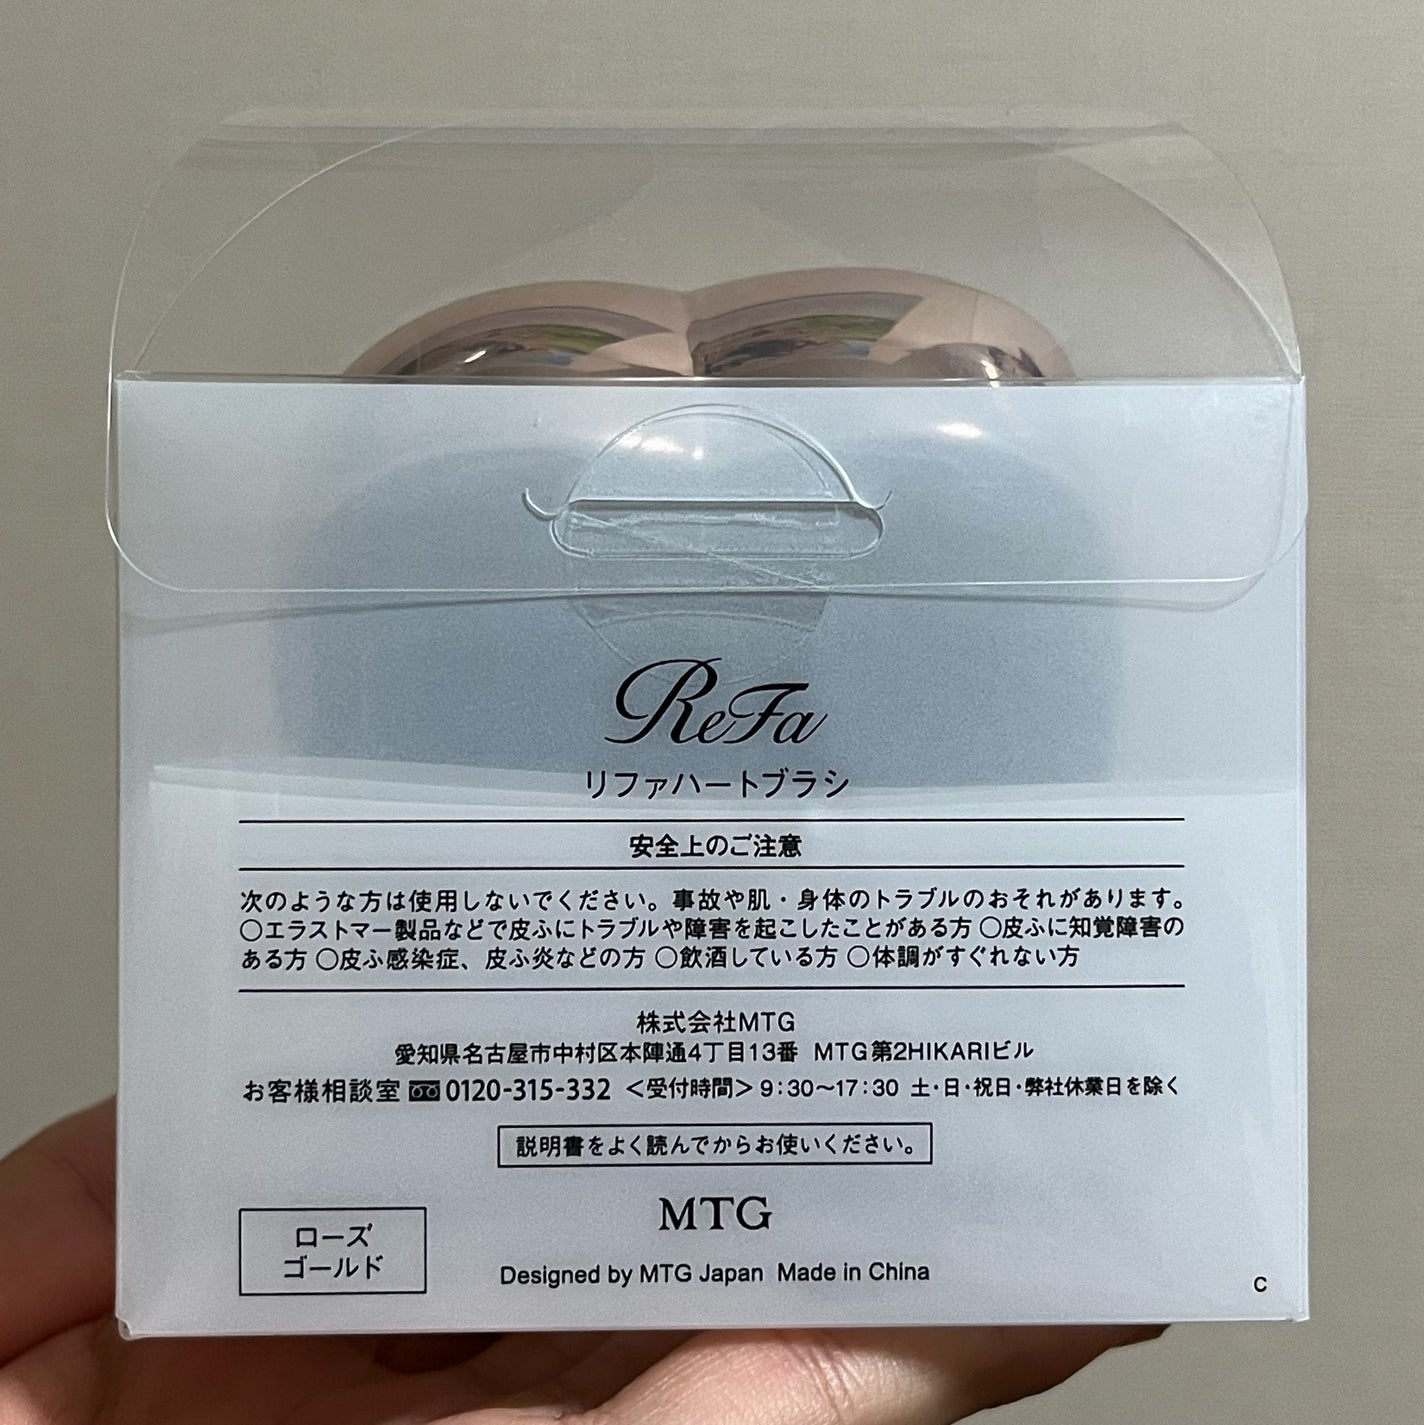 ReFa
リファハートブラシ
安全上のご注意
次のような方は使用しないでください。事故や肌・身体のトラブルのおそれがあります。
○エラストマー製品などで皮ふにトラブルや障害を起こしたことがある方 ○皮ふに知覚障害の
ある方 ○皮ふ感染症、皮ふ炎などの方 ○飲酒している方 ○体調がすぐれない方
株式会社MTG
愛知県名古屋市中村区本陣通4丁目13番 MTG第2HIKARIビル
お客様相談室 0120-315-332 <受付時間> 9:30〜17:30 土・日・祝日・弊社休業日を除く
説明書をよく読んでからお使いください。
MTG
ローズ
ゴールド
Designed by MTG Japan Made in China
C